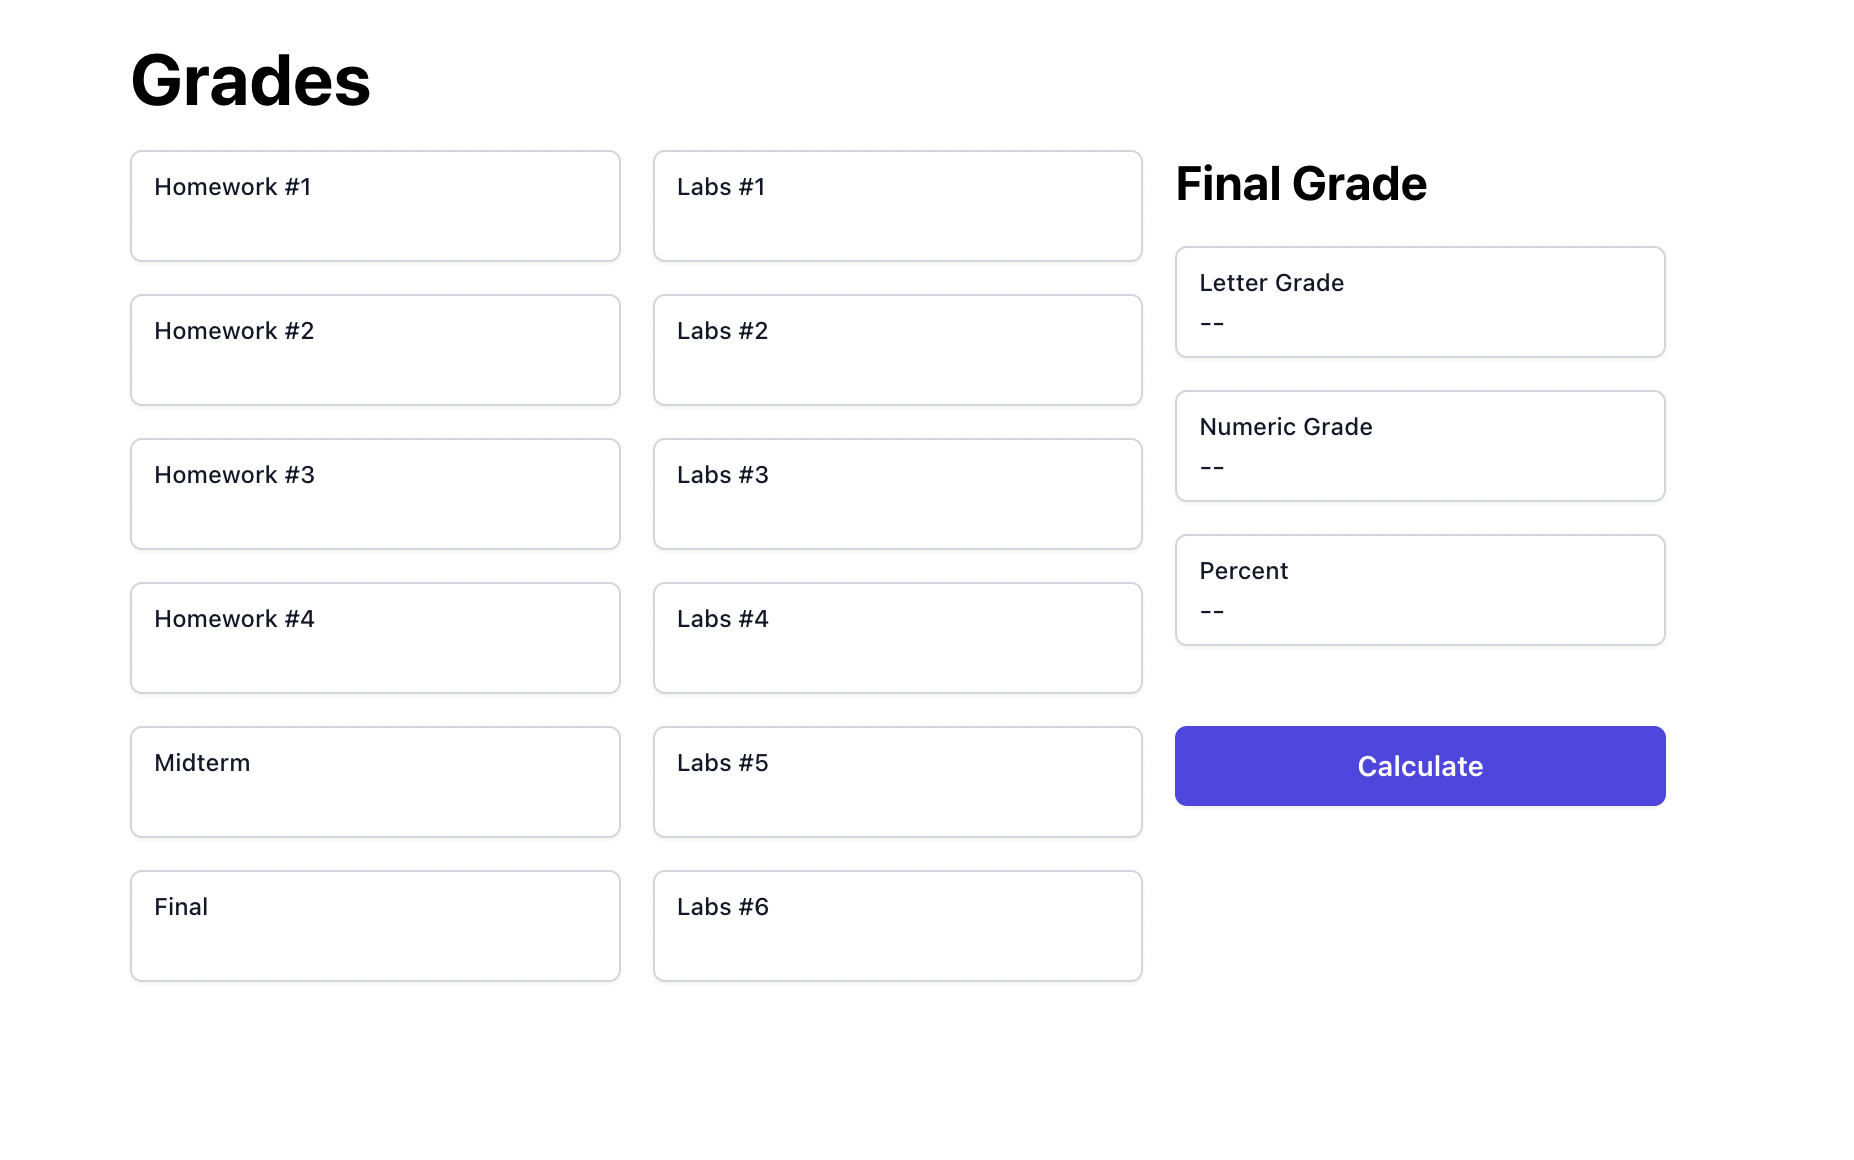 Grades
Homework #1
Homework #2
Homework #3
Homework #4
Midterm
Final
Labs #1
Labs #2
Labs #3
Labs #4
Labs #5
Labs #6
Final Grade
Letter Grade
--
Numeric Grade
--
Percent
--
Calculate